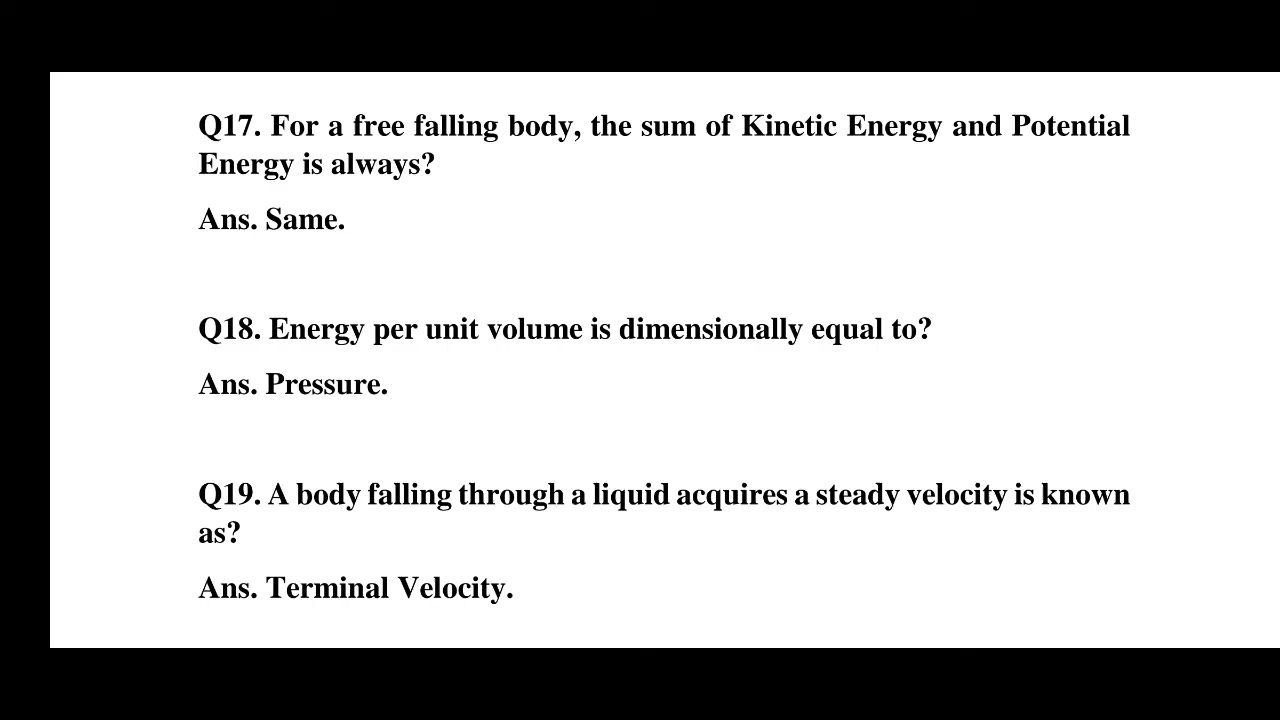 Q17. For a free falling body, the sum of Kinetic Energy and Potential
Energy is always?
Ans. Same.
Q18. Energy per unit volume is dimensionally equal to?
Ans. Pressure.
Q19. A body falling through a liquid acquires a steady velocity is known
as?
Ans. Terminal Velocity.